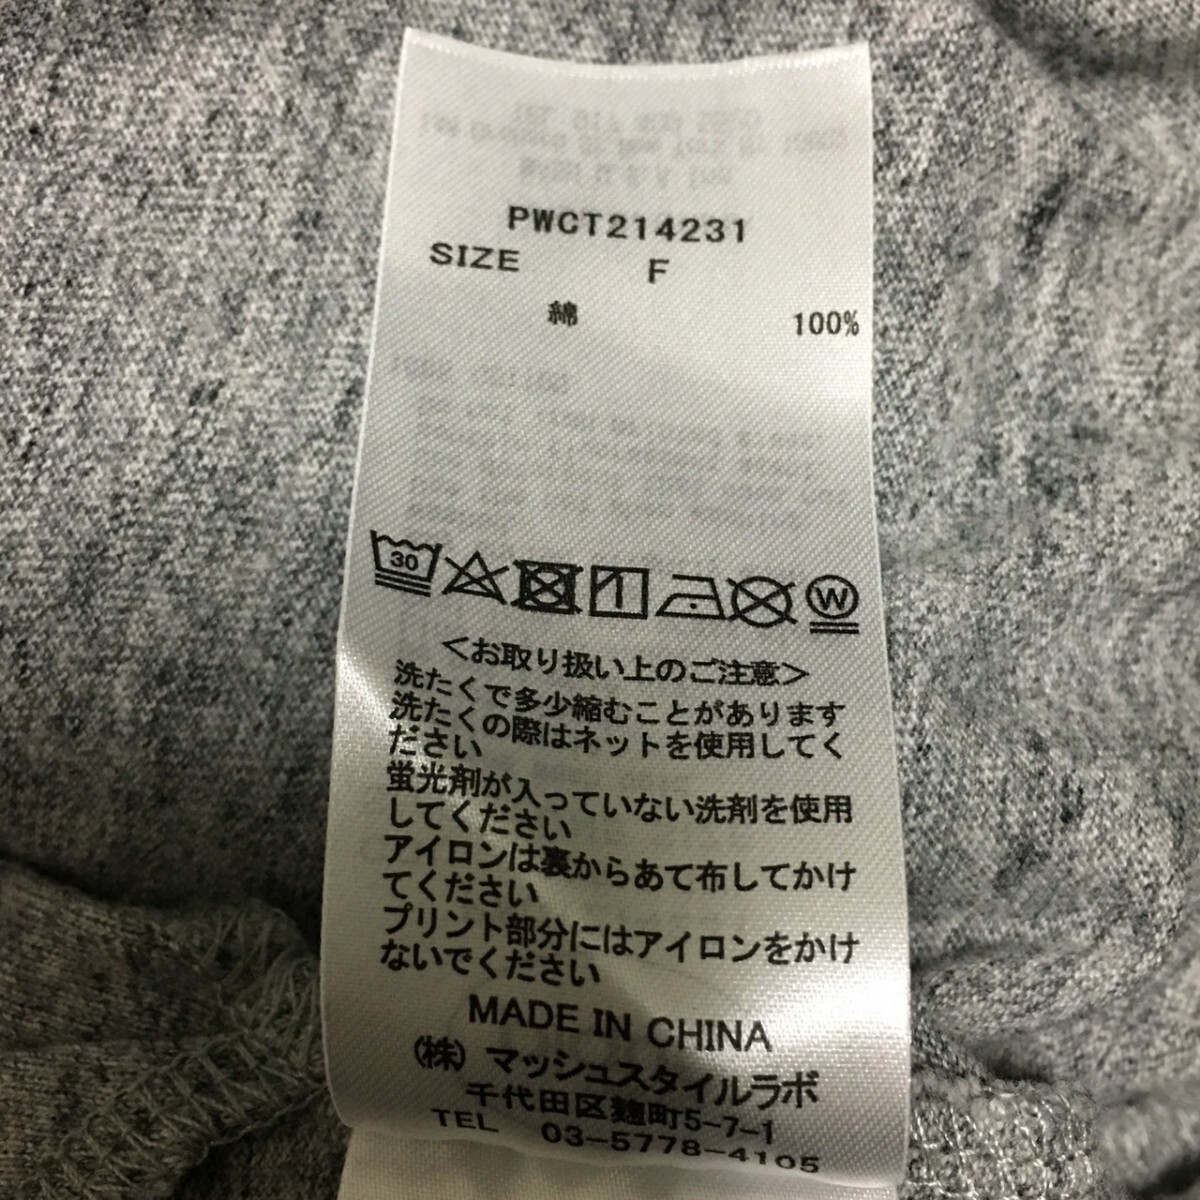 PWCT214231
SIZE F
綿 100%
30
W
<お取り扱い上のご注意>
洗たくで多少縮むことがあります
洗たくの際はネットを使用してく
ださい
蛍光剤が入っていない洗剤を使用
してください
アイロンは裏からあて布してかけ
てください
プリント部分にはアイロンをかけ
ないでください
MADE IN CHINA
(株) マッシュスタイルラボ
千代田区麹町5-7-1
TEL 03-5778-4105